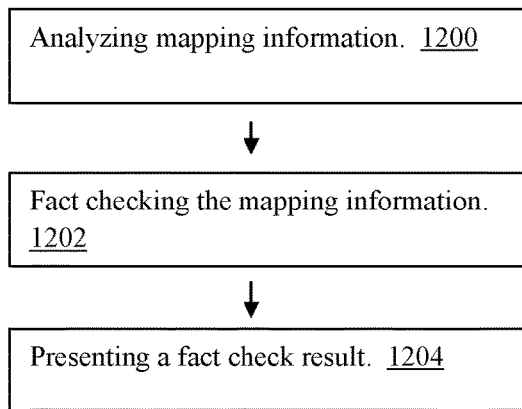 Analyzing mapping information. 1200
Fact checking the mapping information.
1202
Presenting a fact check result. 1204